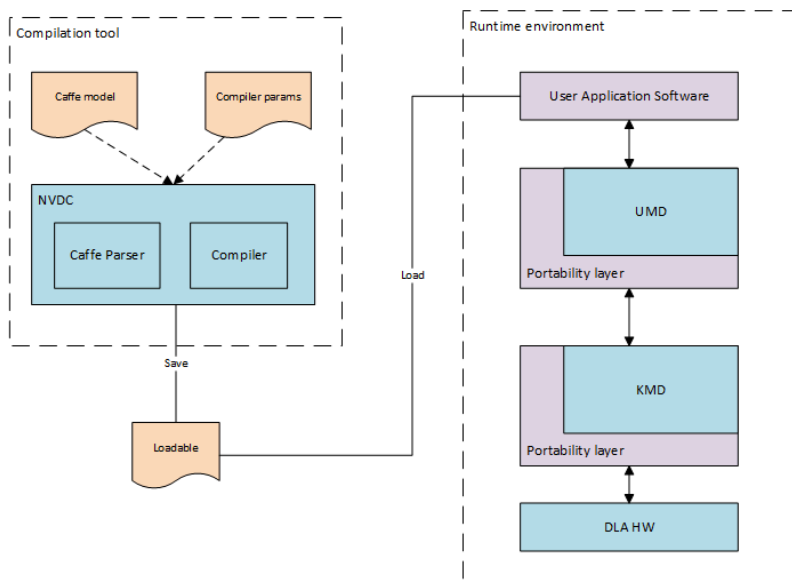 Compilation tool
Caffe model
Compiler params
NVDC
Caffe Parser
Compiler
Save
Loadable
Load
Runtime environment
User Application Software
UMD
Portability layer
KMD
Portability layer
DLA HW